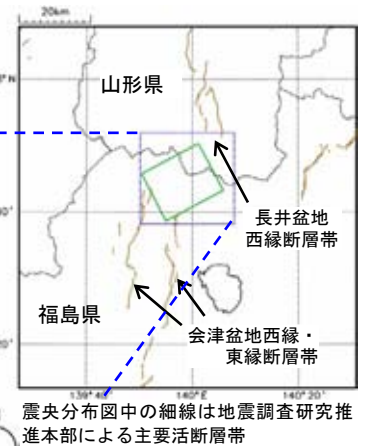 20km
山形県
長井盆地
西縁断層帯
福島県
会津盆地西縁・
東縁断層帯
139°40'
140°E
140°20'
震央分布図中の細線は地震調査研究推
進本部による主要活断層帯